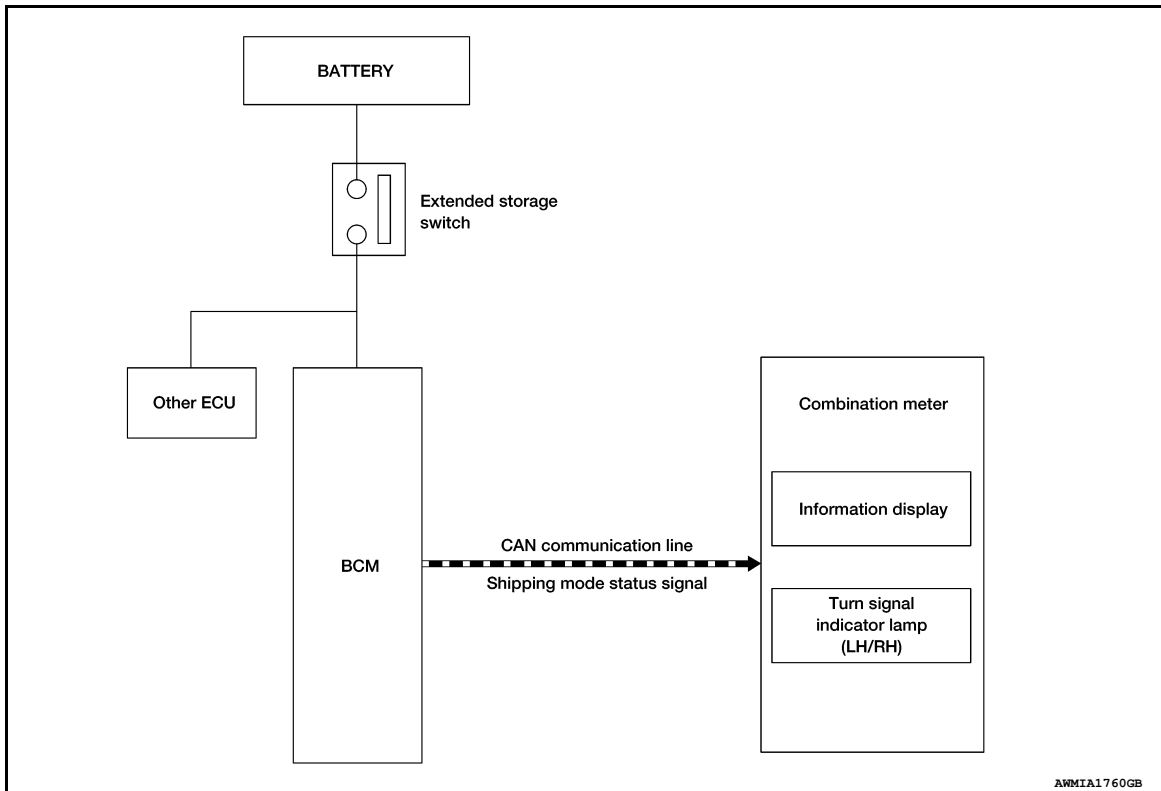 BATTERY
Extended storage
switch
Other ECU
BCM
CAN communication line
Shipping mode status signal
Combination meter
Information display
Turn signal
indicator lamp
(LH/RH)
AWMIA1760GB